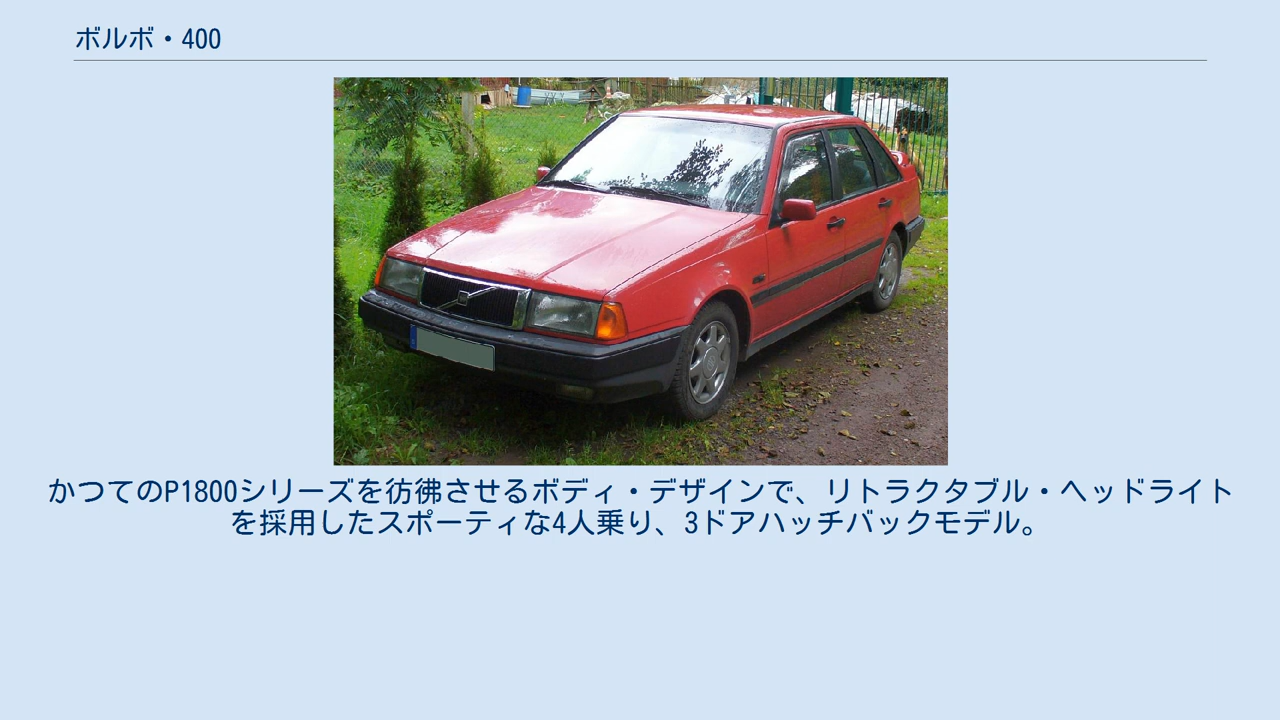 ボルボ・400
かつてのP1800シリーズを彷彿させるボディ・デザインで、リトラクタブル・ヘッドライト
を採用したスポーティな4人乗り、3ドアハッチバックモデル。